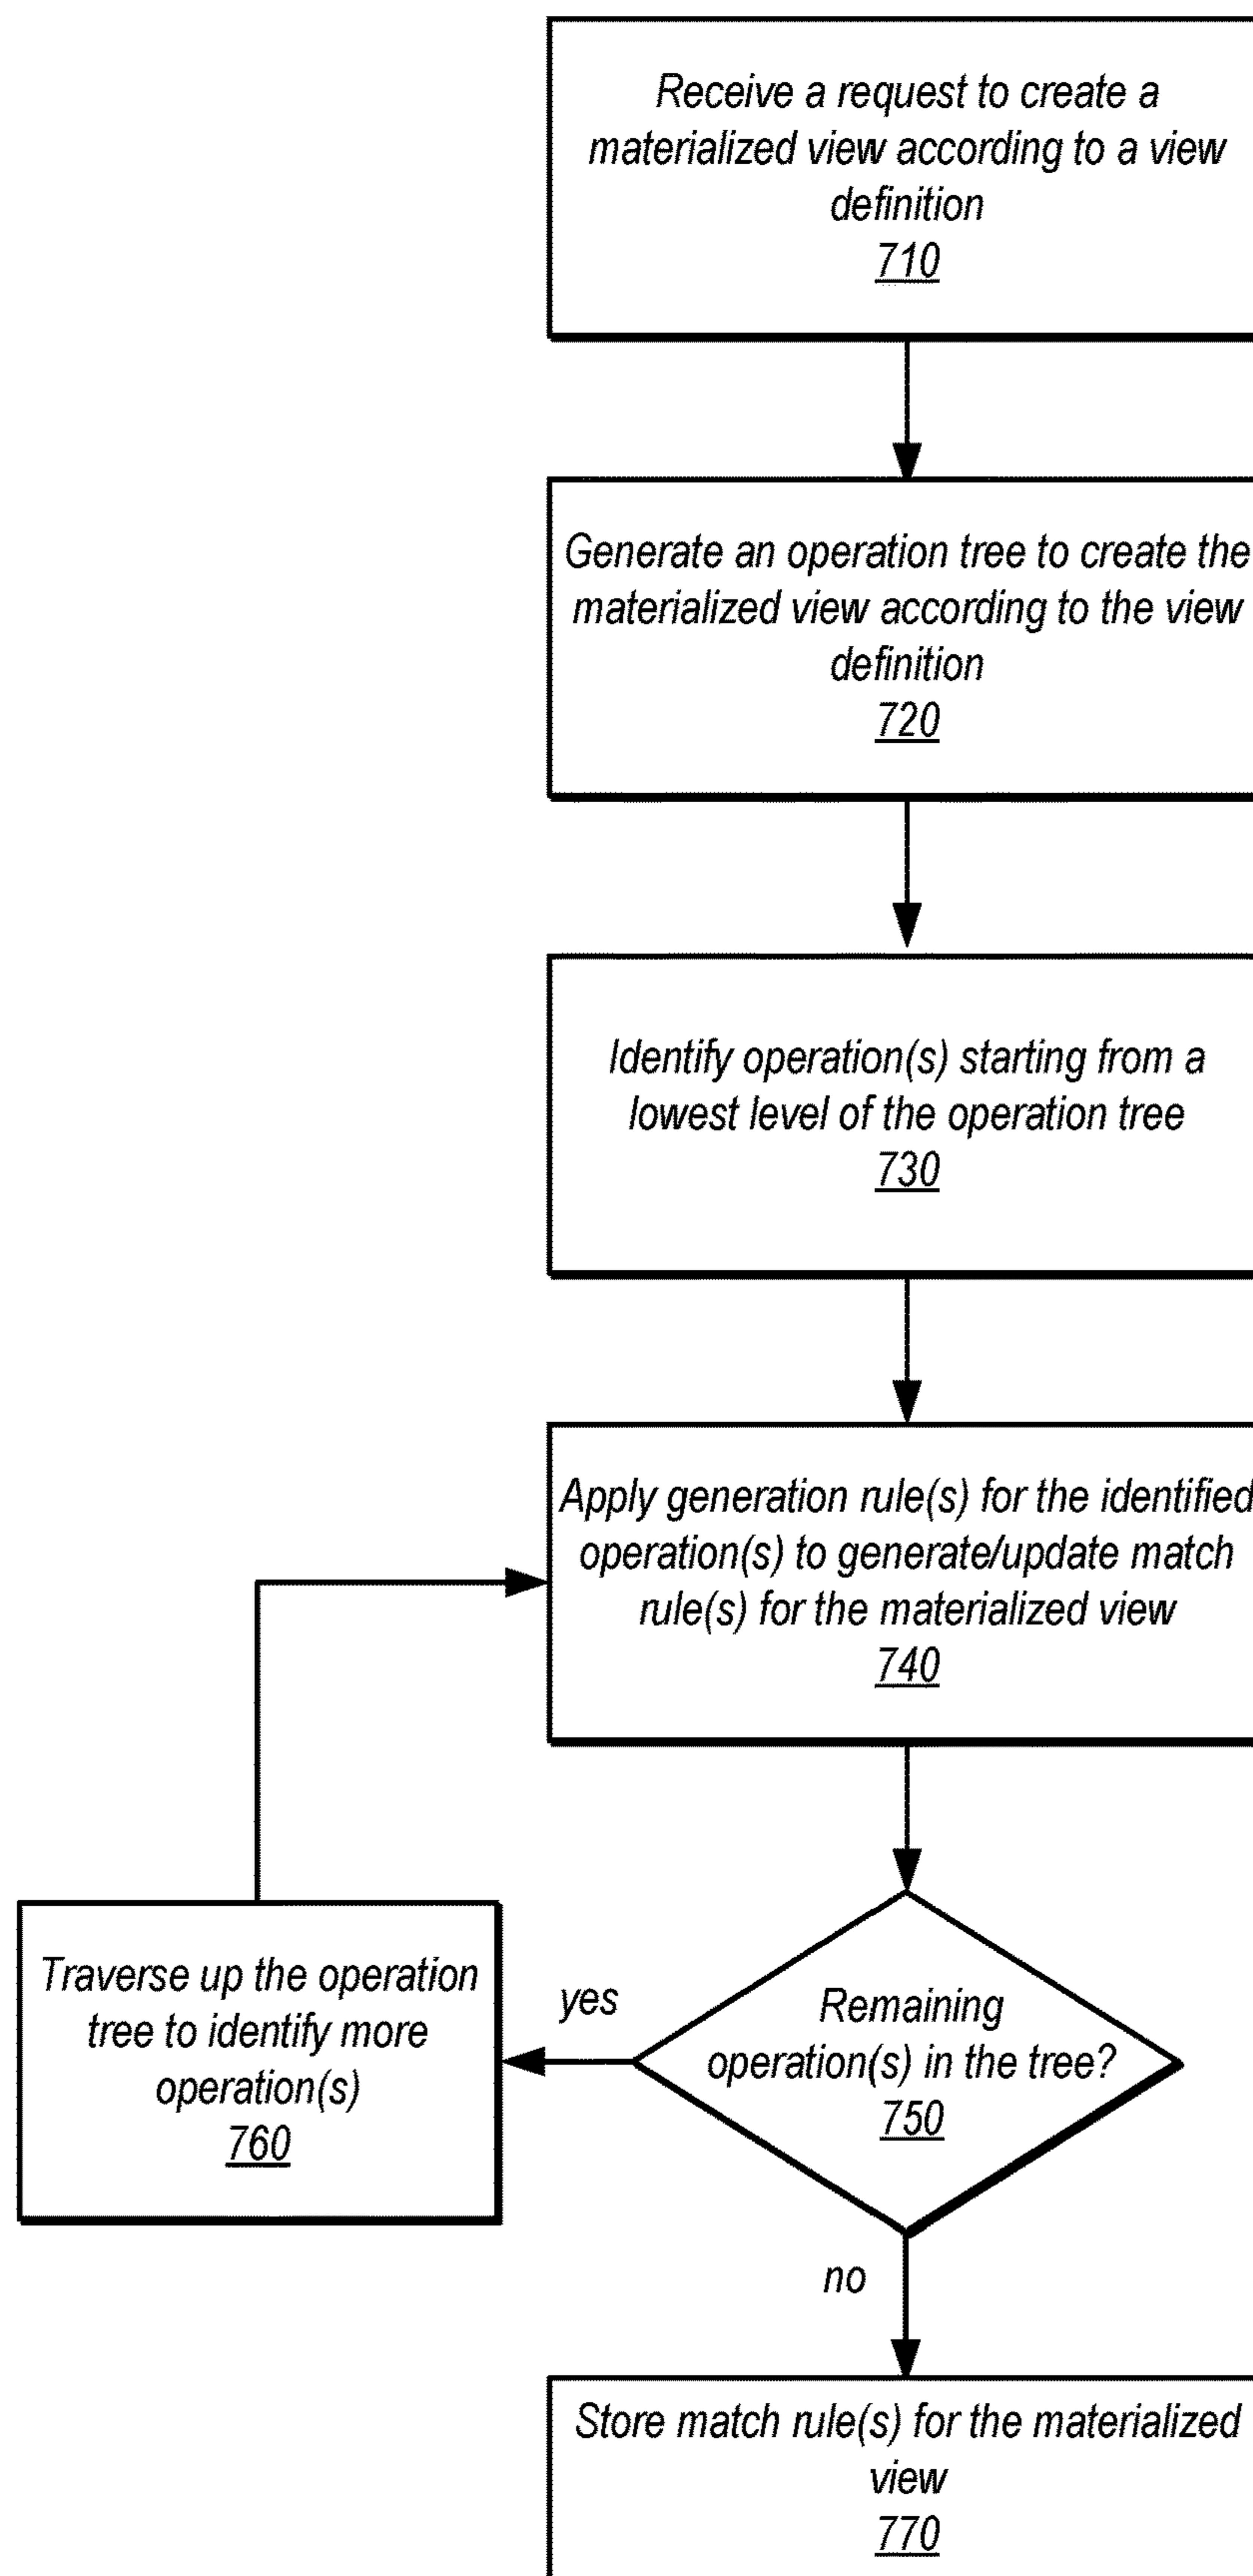 Receive a request to create a
materialized view according to a view
definition
710
Generate an operation tree to create the
materialized view according to the view
definition
720
Identify operation(s) starting from a
lowest level of the operation tree
730
Apply generation rule(s) for the identified
operation(s) to generate/update match
rule(s) for the materialized view
740
Traverse up the operation
tree to identify more
operation(s)
760
yes
Remaining
operation(s) in the tree?
750
no
Store match rule(s) for the materialized
view
770